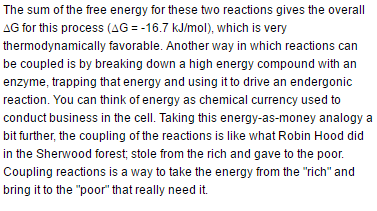 The sum of the free energy for these two reactions gives the overall
∆G for this process (∆G = -16.7 kJ/mol), which is very
thermodynamically favorable. Another way in which reactions can
be coupled is by breaking down a high energy compound with an
enzyme, trapping that energy and using it to drive an endergonic
reaction. You can think of energy as chemical currency used to
conduct business in the cell. Taking this energy-as-money analogy a
bit further, the coupling of the reactions is like what Robin Hood did
in the Sherwood forest; stole from the rich and gave to the poor.
Coupling reactions is a way to take the energy from the "rich" and
bring it to the "poor" that really need it.